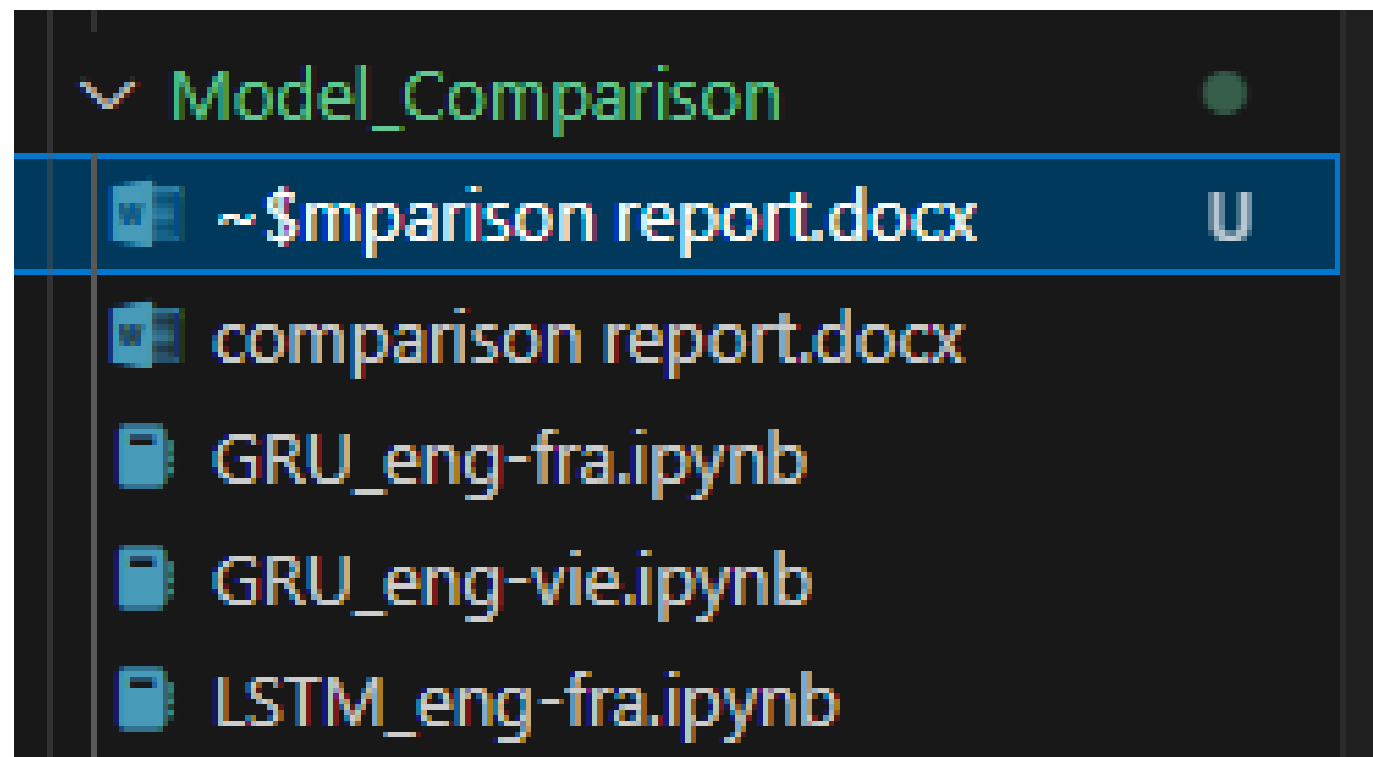 Model_Comparison
~$mparison report.docx U
comparison report.docx
GRU_eng-fra.ipynb
GRU_eng-vie.ipynb
LSTM_eng-fra.ipynb